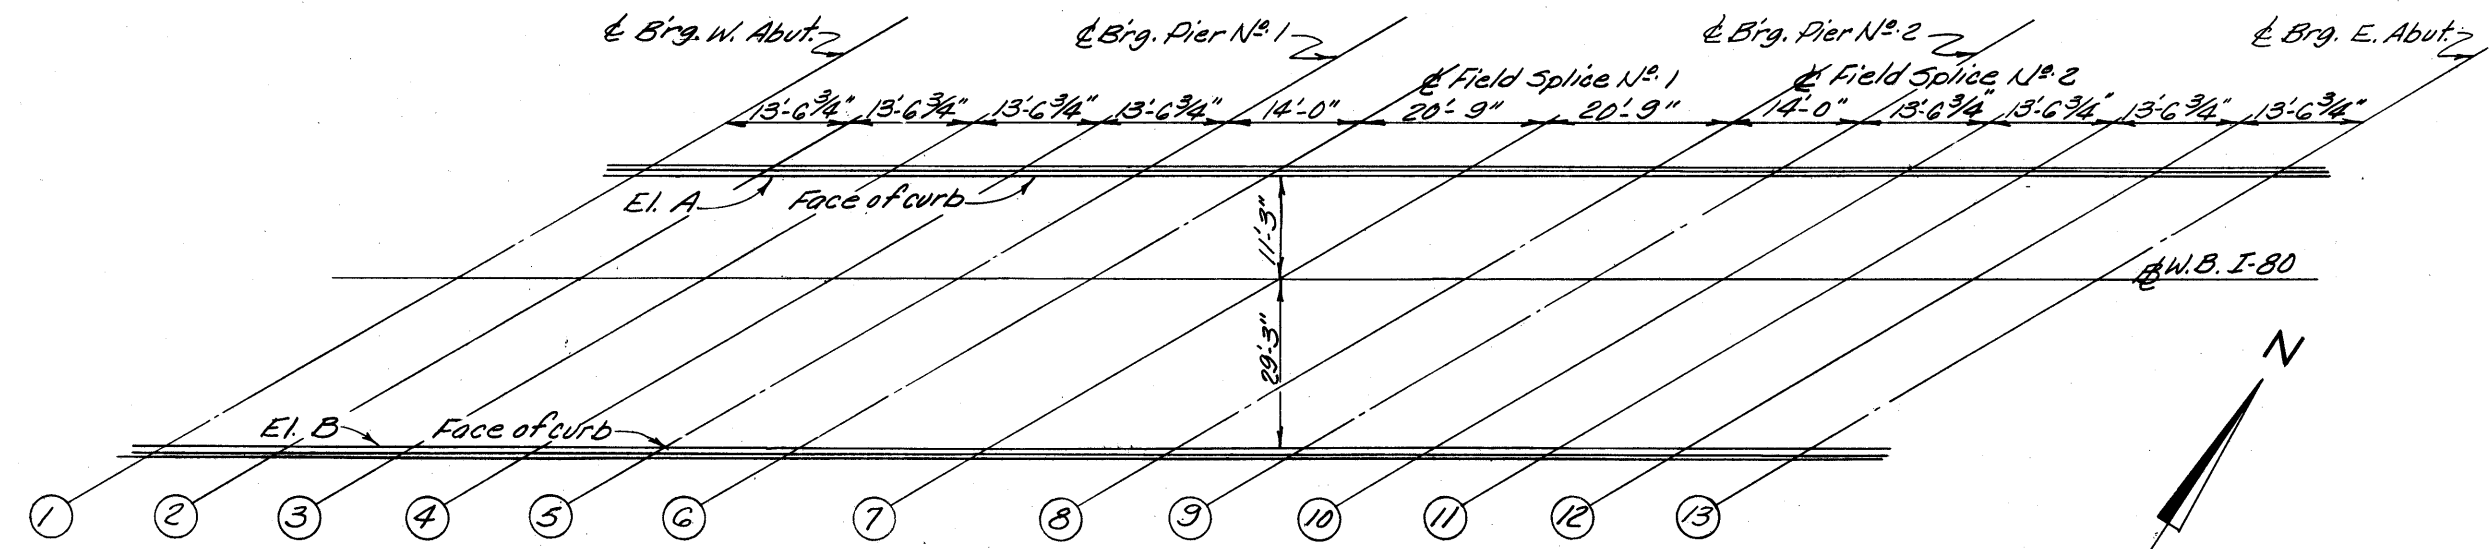 ℄ Brg. W. Abut.
℄ Brg. Pier Nº. 1
℄ Brg. Pier Nº. 2
℄ Brg. E. Abut.
℄ Field Splice Nº. 1
℄ Field Splice Nº. 2
13'-6 3/4" 13'-6 3/4" 13'-6 3/4" 13'-6 3/4" 14'-0" 20'-9" 20'-9" 14'-0" 13'-6 3/4" 13'-6 3/4" 13'-6 3/4" 13'-6 3/4"
El. A
Face of curb
11'-3"
℄ W.B. I-80
29'-3"
N
El. B
Face of curb
1 2 3 4 5 6 7 8 9 10 11 12 13